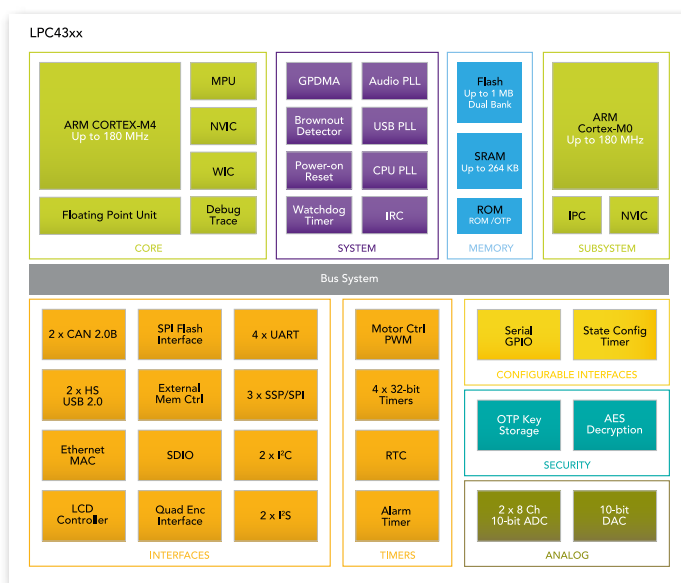 LPC43xx
ARM CORTEX-M4
Up to 180 MHz
MPU
NVIC
WIC
Floating Point Unit
Debug
Trace
CORE
GPDMA
Audio PLL
Brownout
Detector
USB PLL
Power-on
Reset
CPU PLL
Watchdog
Timer
IRC
SYSTEM
Flash
Up to 1 MB
Dual Bank
SRAM
Up to 264 KB
ROM
ROM /OTP
MEMORY
ARM
Cortex-M0
Up to 180 MHz
IPC
NVIC
SUBSYSTEM
Bus System
2 x CAN 2.0B
SPI Flash
Interface
4 x UART
2 x HS
USB 2.0
External
Mem Ctrl
3 x SSP/SPI
Ethernet
MAC
SDIO
2 x I²C
LCD
Controller
Quad Enc
Interface
2 x I²S
INTERFACES
Motor Ctrl
PWM
4 x 32-bit
Timers
RTC
Alarm
Timer
TIMERS
Serial
GPIO
State Config
Timer
CONFIGURABLE INTERFACES
OTP Key
Storage
AES
Decryption
SECURITY
2 x 8 Ch
10-bit ADC
10-bit
DAC
ANALOG